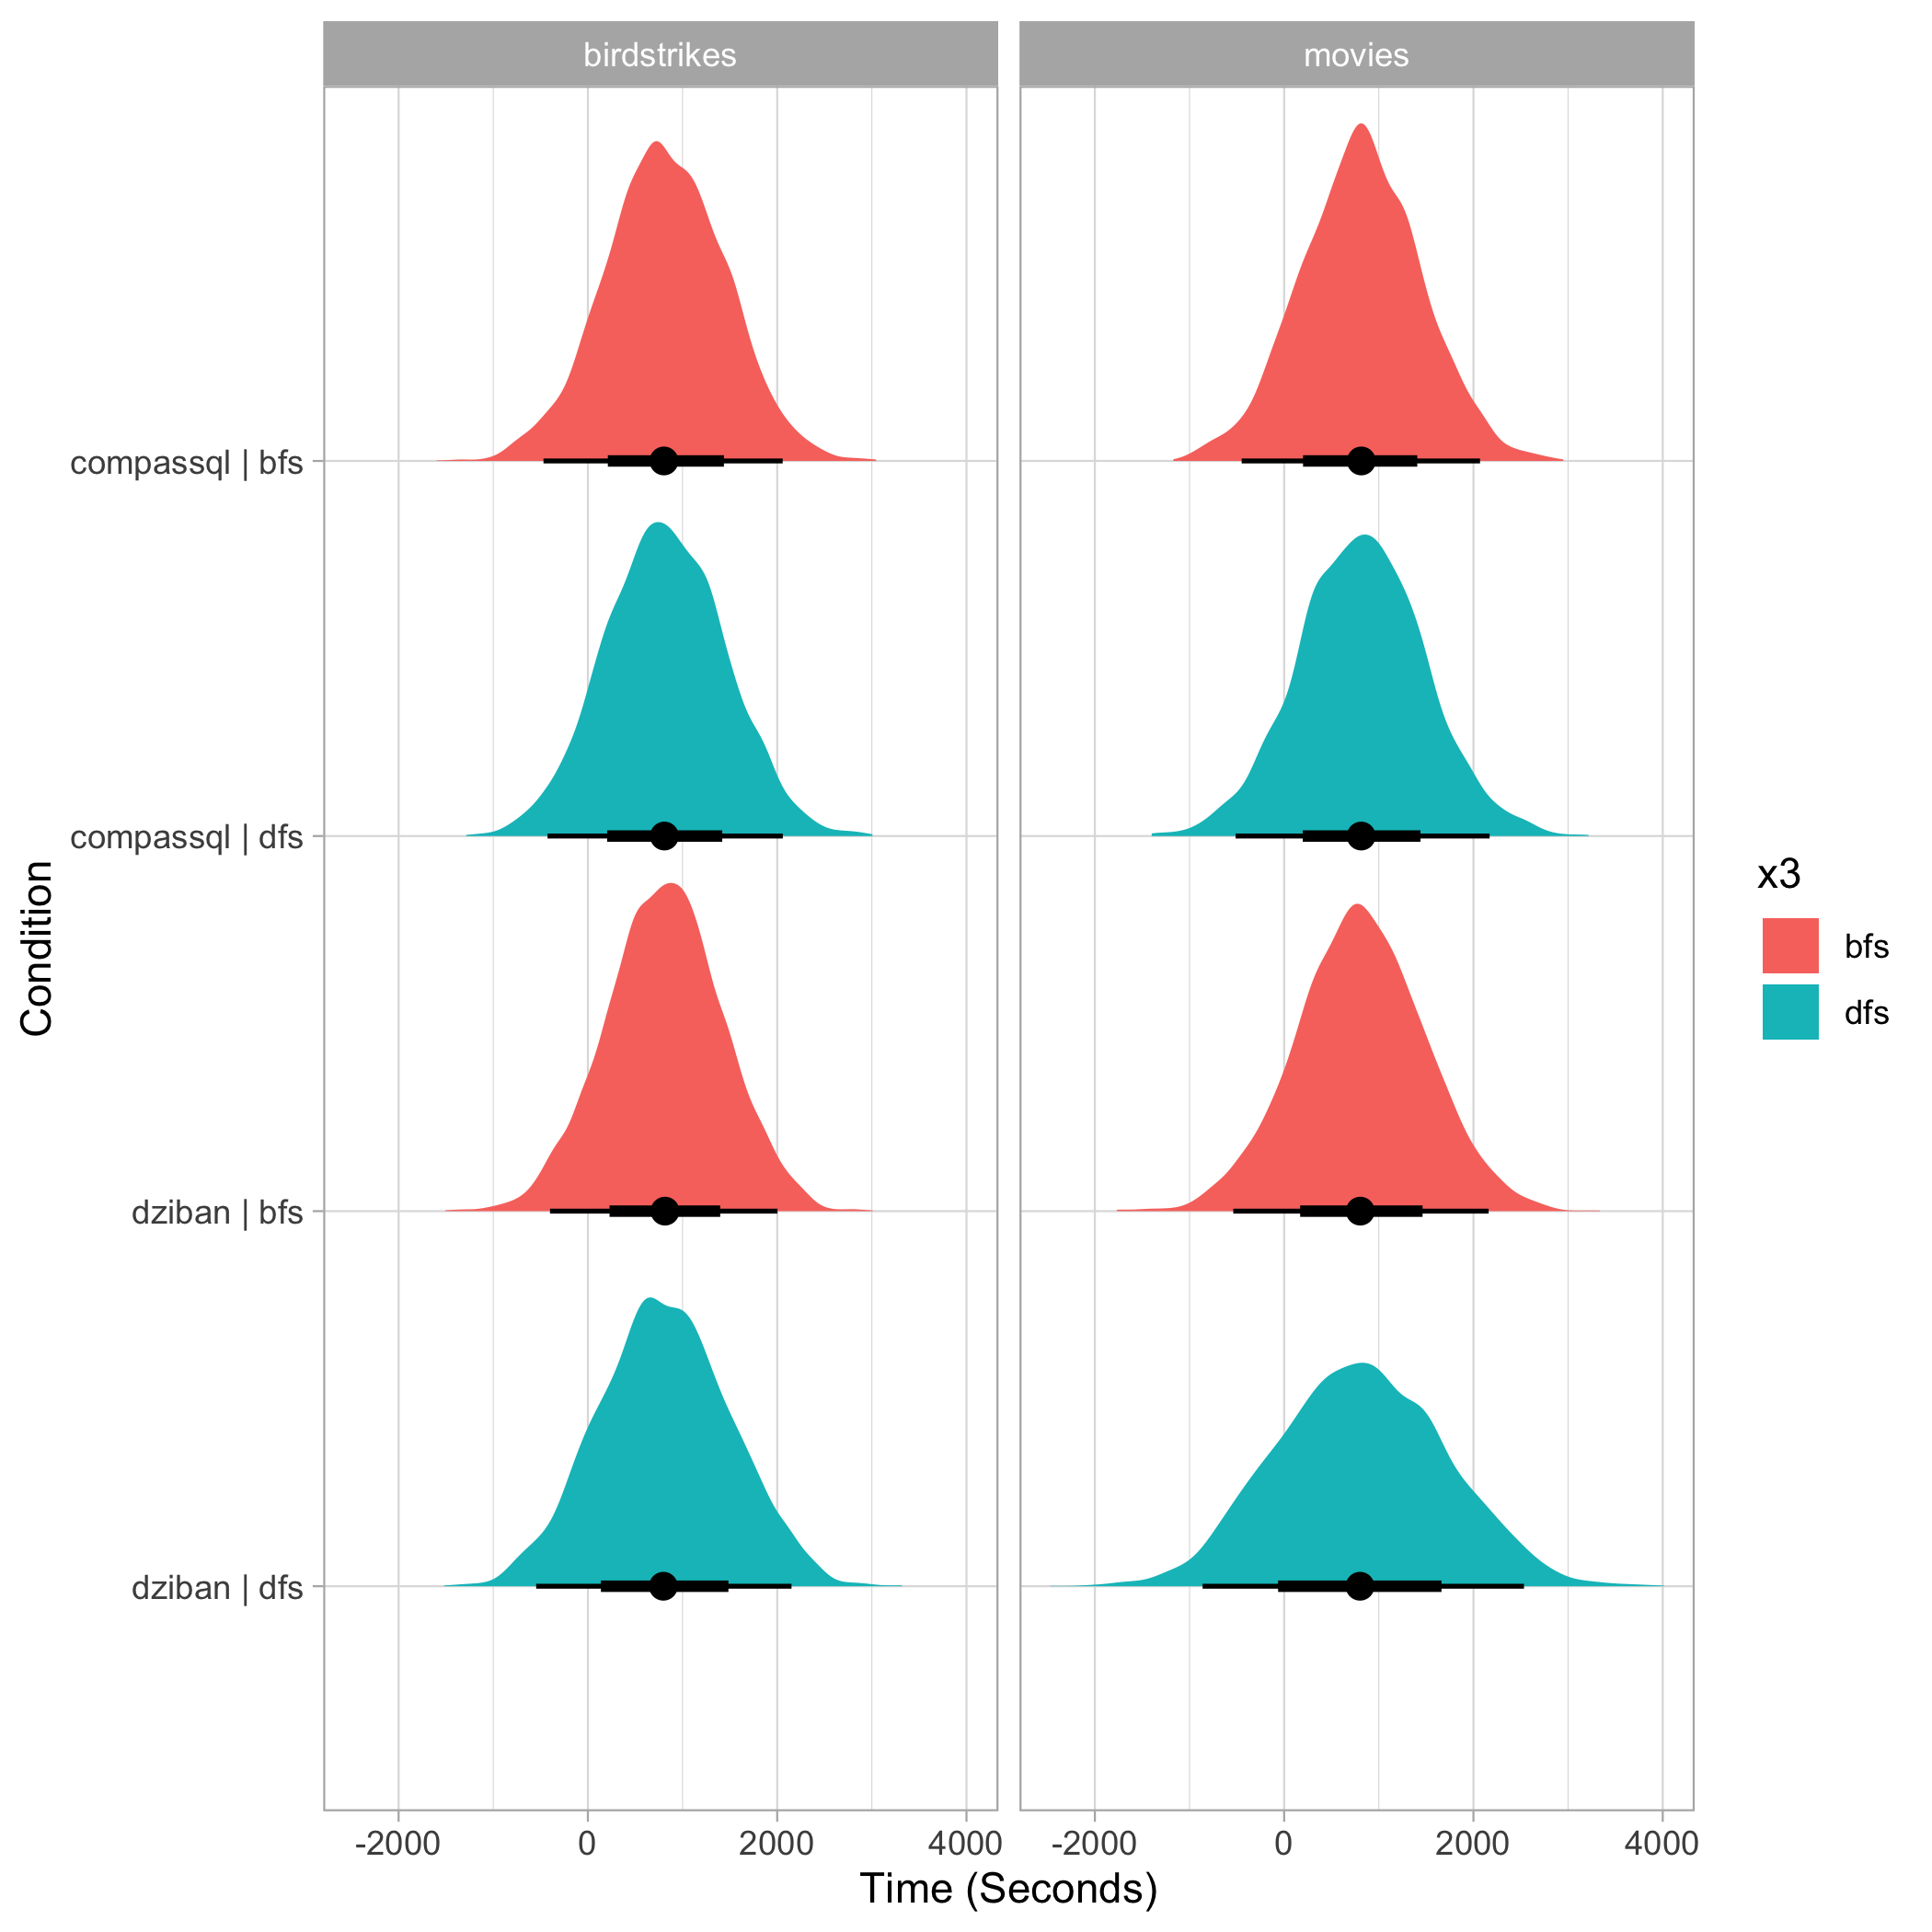 birdstrikes
movies
compassql | bfs
compassql | dfs
dziban | bfs
dziban | dfs
Condition
-2000 0 2000 4000
-2000 0 2000 4000
Time (Seconds)
x3
bfs
dfs